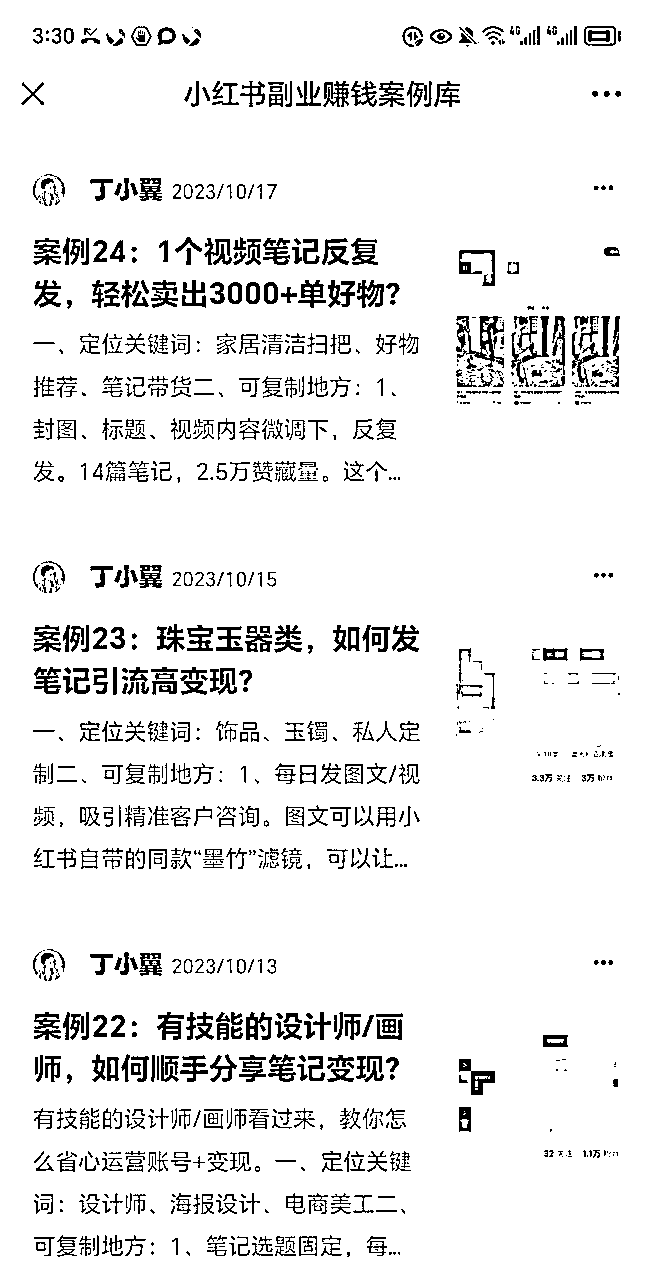 3:30
小红书副业赚钱案例库
丁小翼 2023/10/17
案例24：1个视频笔记反复
发，轻松卖出3000+单好物？
一、定位关键词：家居清洁扫把、好物
推荐、笔记带货二、可复制地方：1、
封图、标题、视频内容微调下，反复
发。14篇笔记，2.5万赞藏量。这个...
丁小翼 2023/10/15
案例23：珠宝玉器类，如何发
笔记引流高变现？
一、定位关键词：饰品、玉镯、私人定
制二、可复制地方：1、每日发图文/视
频，吸引精准客户咨询。图文可以用小
红书自带的同款“墨竹”滤镜，可以让...
3.3万 3万
丁小翼 2023/10/13
案例22：有技能的设计师/画
师，如何顺手分享笔记变现？
有技能的设计师/画师看过来，教你怎
么省心运营账号+变现。一、定位关键
词：设计师、海报设计、电商美工二、
可复制地方：1、笔记选题固定，每...
32 1.1万